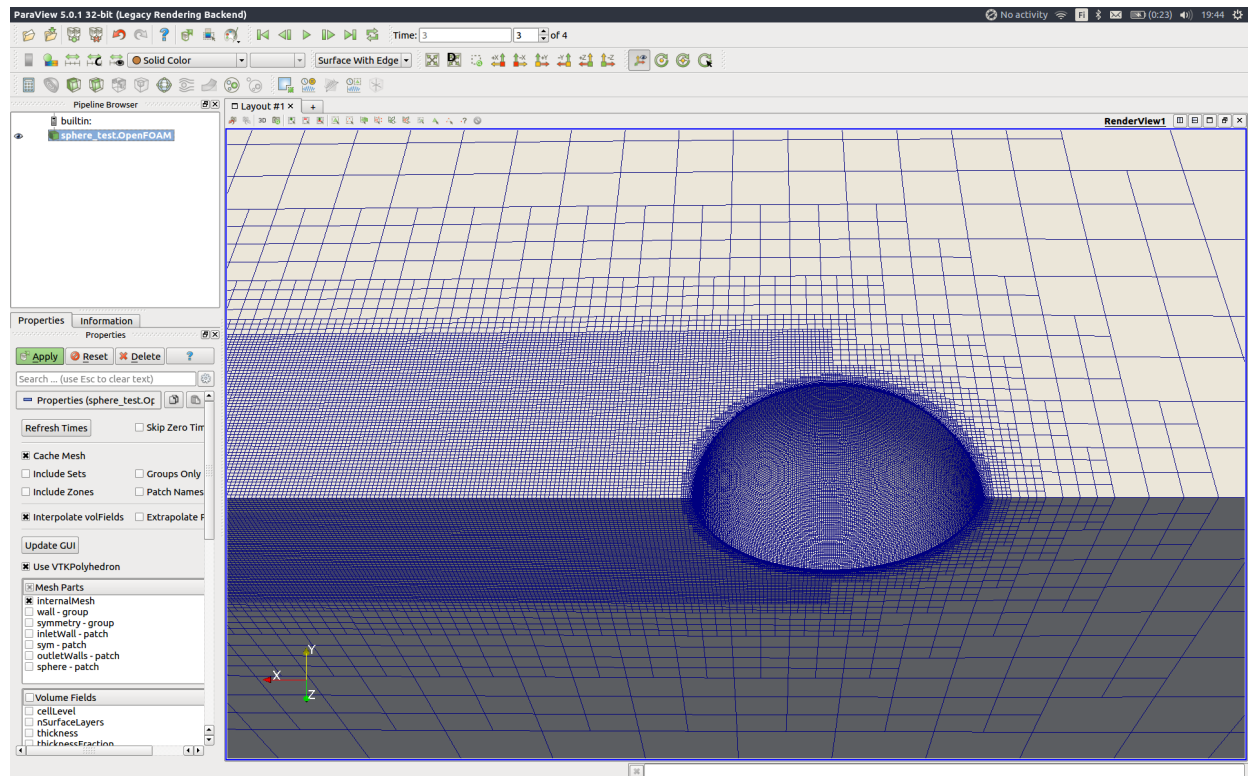 ParaView 5.0.1 32-bit (Legacy Rendering Backend)
No activity Fi (0:23) 19:44
Time: 3 3 of 4
Solid Color Surface With Edge +X -X +Y -Y +Z -Z
Pipeline Browser
Layout #1 × +
builtin:
3D
RenderView1
sphere_test.OpenFOAM
Properties Information
Properties
Apply Reset Delete ?
Search ... (use Esc to clear text)
Properties (sphere_test.Op
Refresh Times Skip Zero Tim
Cache Mesh
Include Sets Groups Only
Include Zones Patch Names
Interpolate volFields Extrapolate P
Update GUI
Use VTKPolyhedron
Mesh Parts
internalMesh
wall - group
symmetry - group
inletWall - patch
sym - patch
outletWalls - patch
sphere - patch
Volume Fields
cellLevel
nSurfaceLayers
thickness
thicknessFraction
Y
X
Z